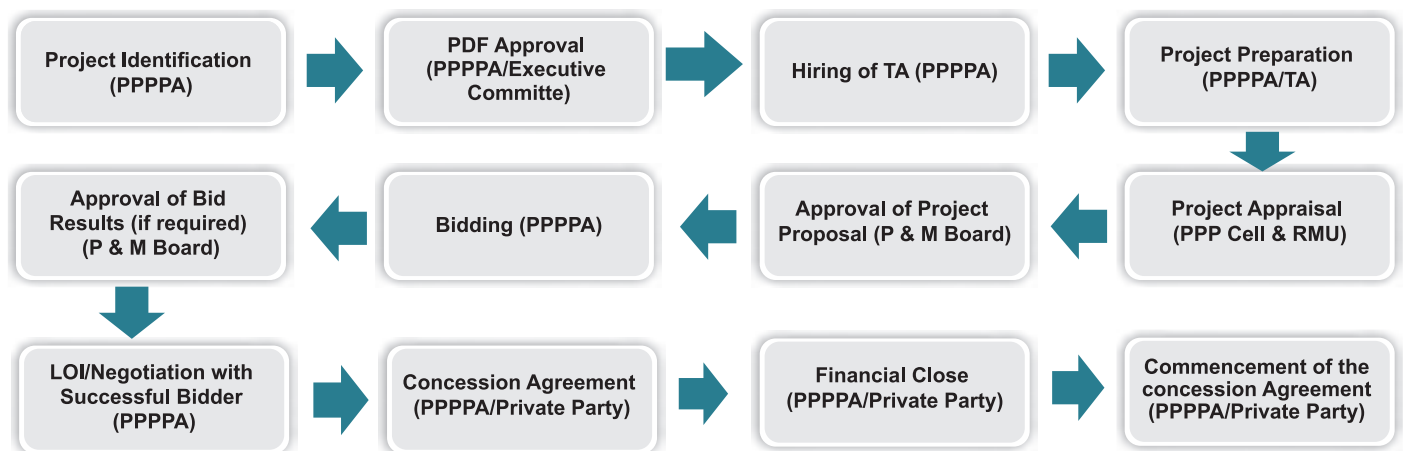 Project Identification
(PPPPA)
PDF Approval
(PPPPA/Executive
Committe)
Hiring of TA (PPPPA)
Project Preparation
(PPPPA/TA)
Project Appraisal
(PPP Cell & RMU)
Approval of Project
Proposal (P & M Board)
Bidding (PPPPA)
Approval of Bid
Results (if required)
(P & M Board)
LOI/Negotiation with
Successful Bidder
(PPPPA)
Concession Agreement
(PPPPA/Private Party)
Financial Close
(PPPPA/Private Party)
Commencement of the
concession Agreement
(PPPPA/Private Party)